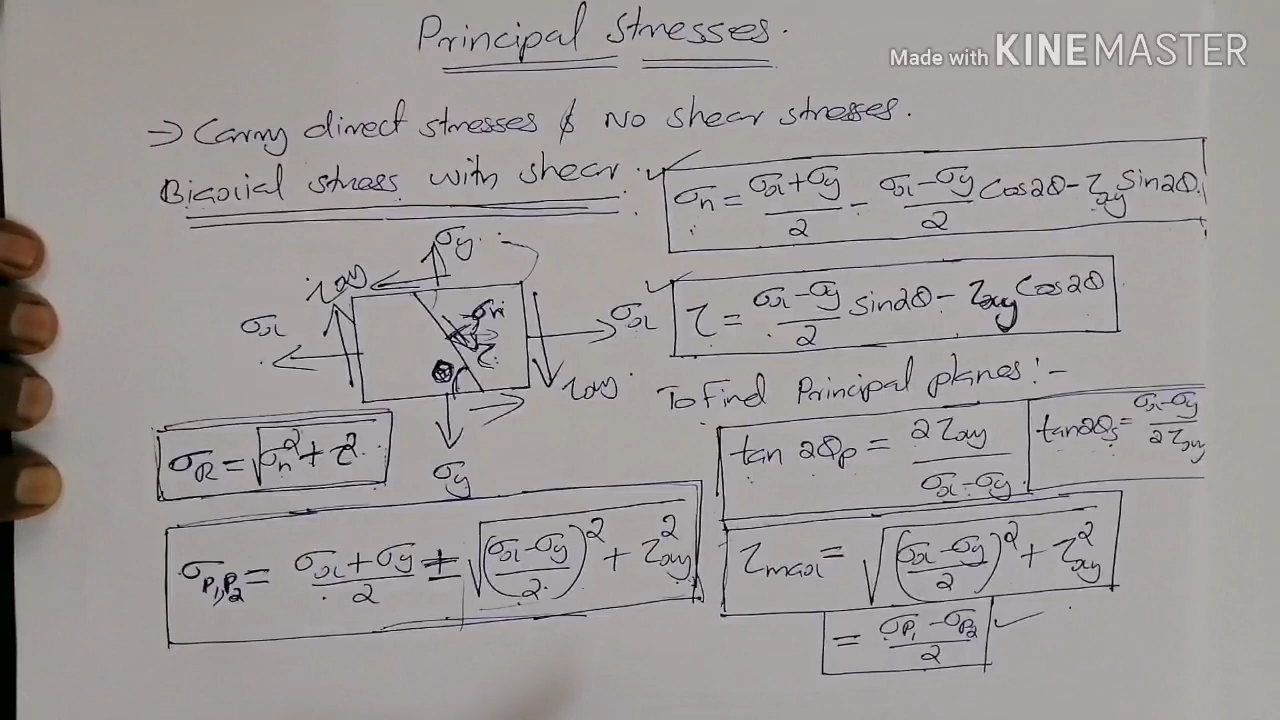 Principal stresses.
Made with KINEMASTER
→ Carry direct stresses & No shear stresses.
Biaxial stress with shear.
σn = (σx + σy)/2 − (σx − σy)/2 Cos2θ − τxy Sin2θ.
σy
τxy
σx
σn
τ
σx
τxy
σy
τ = (σx − σy)/2 sin2θ − τxy Cos2θ
To Find Principal planes:-
tan 2θp = 2τxy/(σx − σy)
tan2θs = (σx − σy)/2τxy
σR = √(σn² + τ²)
σP1,P2 = (σx + σy)/2 ± √(((σx − σy)/2)² + τxy²)
τmax = √(((σx − σy)/2)² + τxy²)
= (σP1 − σP2)/2